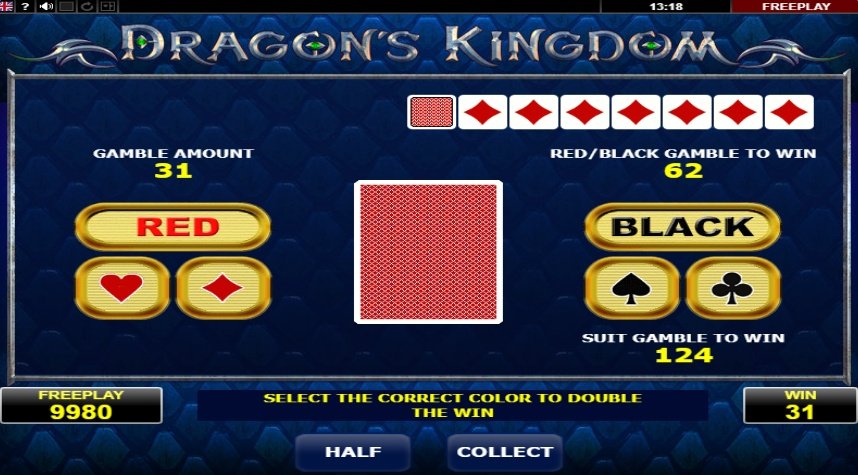 ?
13:18
FREEPLAY
DRAGON'S KINGDOM
GAMBLE AMOUNT
31
RED/BLACK GAMBLE TO WIN
62
RED
BLACK
SUIT GAMBLE TO WIN
124
FREEPLAY
9980
SELECT THE CORRECT COLOR TO DOUBLE
THE WIN
WIN
31
HALF
COLLECT